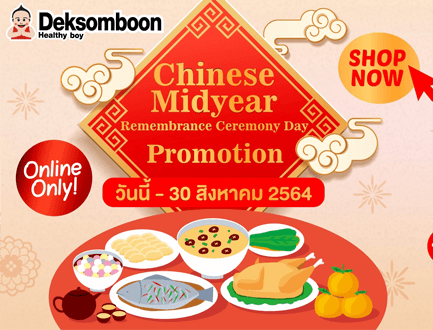 Deksomboon
Healthy boy
Chinese
Midyear
Remembrance Ceremony Day
Promotion
วันนี้ - 30 สิงหาคม 2564
SHOP
NOW
Online
Only!